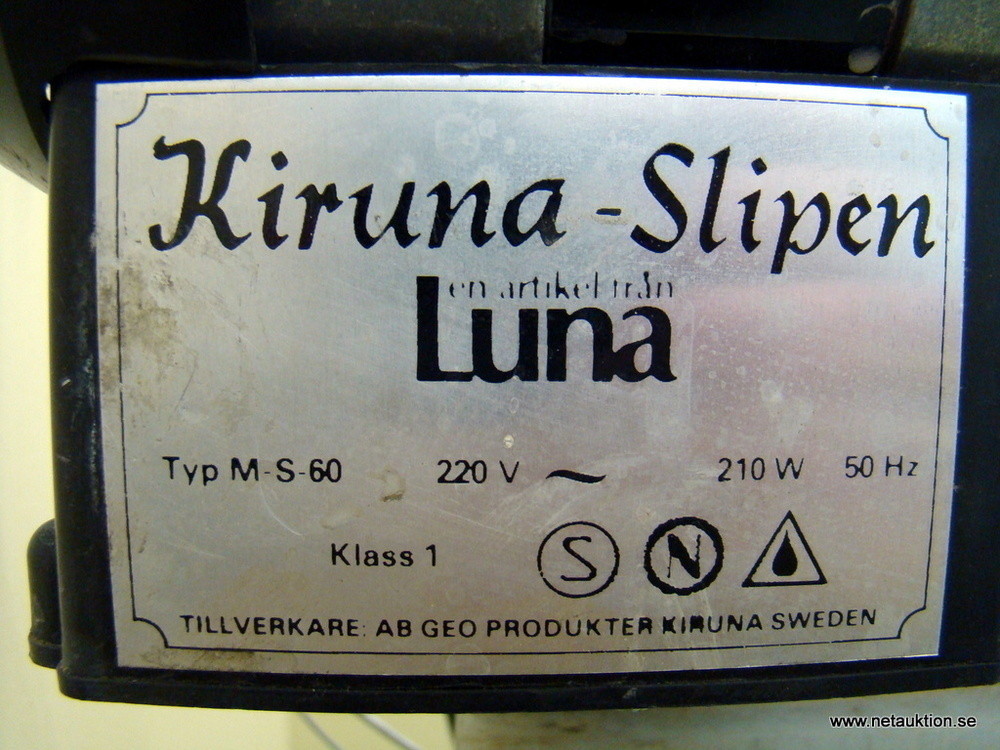 Kiruna - Slipen
en artikel från
Luna
Typ M-S-60 220 V ~ 210 W 50 Hz
Klass 1 S N
TILLVERKARE: AB GEO PRODUKTER KIRUNA SWEDEN
www.netauktion.se